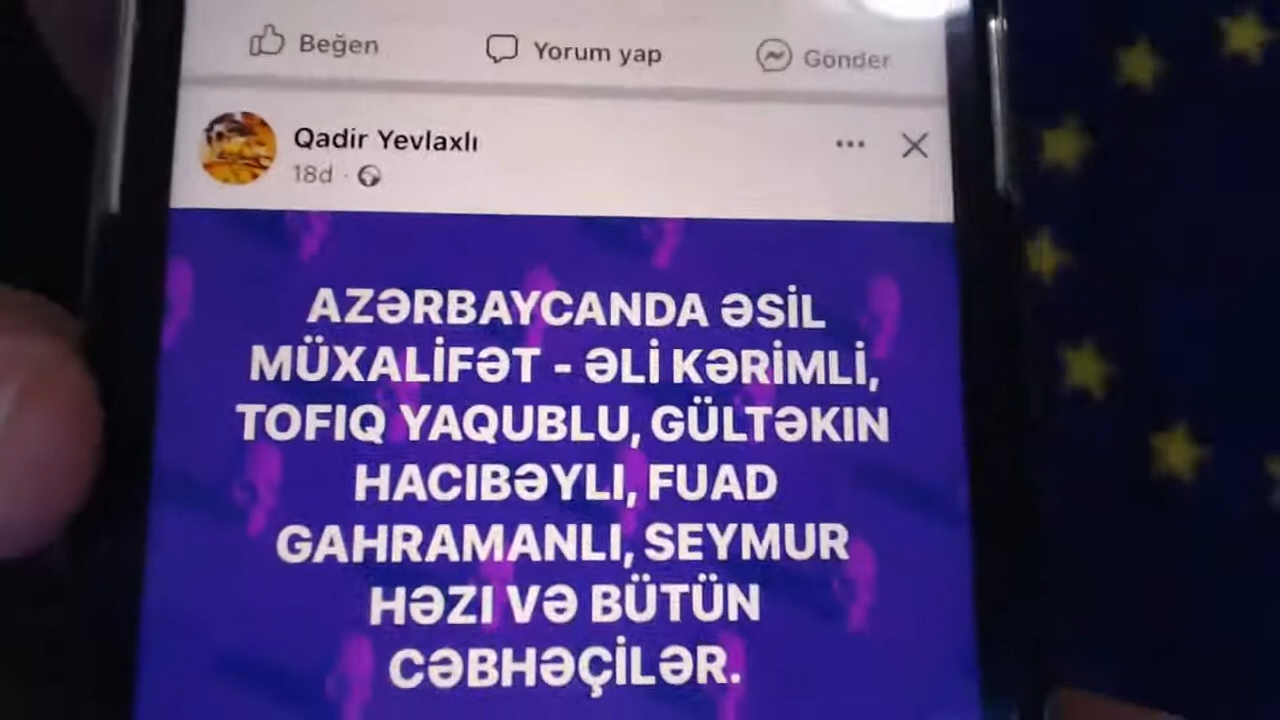 Beğen Yorum yap Gönder
Qadir Yevlaxlı
18d
AZƏRBAYCANDA ƏSİL
MÜXALİFƏT - ƏLİ KƏRİMLİ,
TOFIQ YAQUBLU, GÜLTƏKIN
HACIBƏYLI, FUAD
GAHRAMANLI, SEYMUR
HƏZI VƏ BÜTÜN
CƏBHƏÇİLƏR.